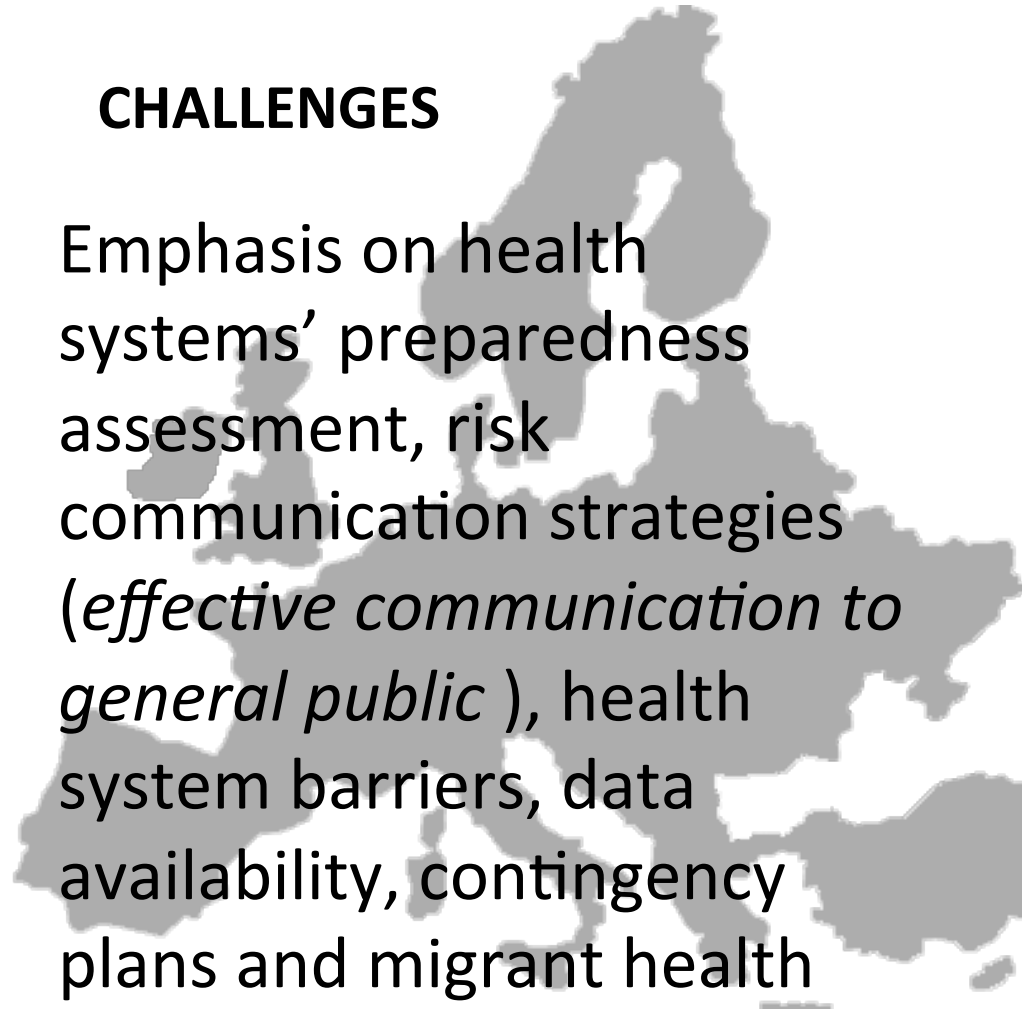 CHALLENGES
Emphasis on health
systems’ preparedness
assessment, risk
communication strategies
(effective communication to
general public ), health
system barriers, data
availability, contingency
plans and migrant health